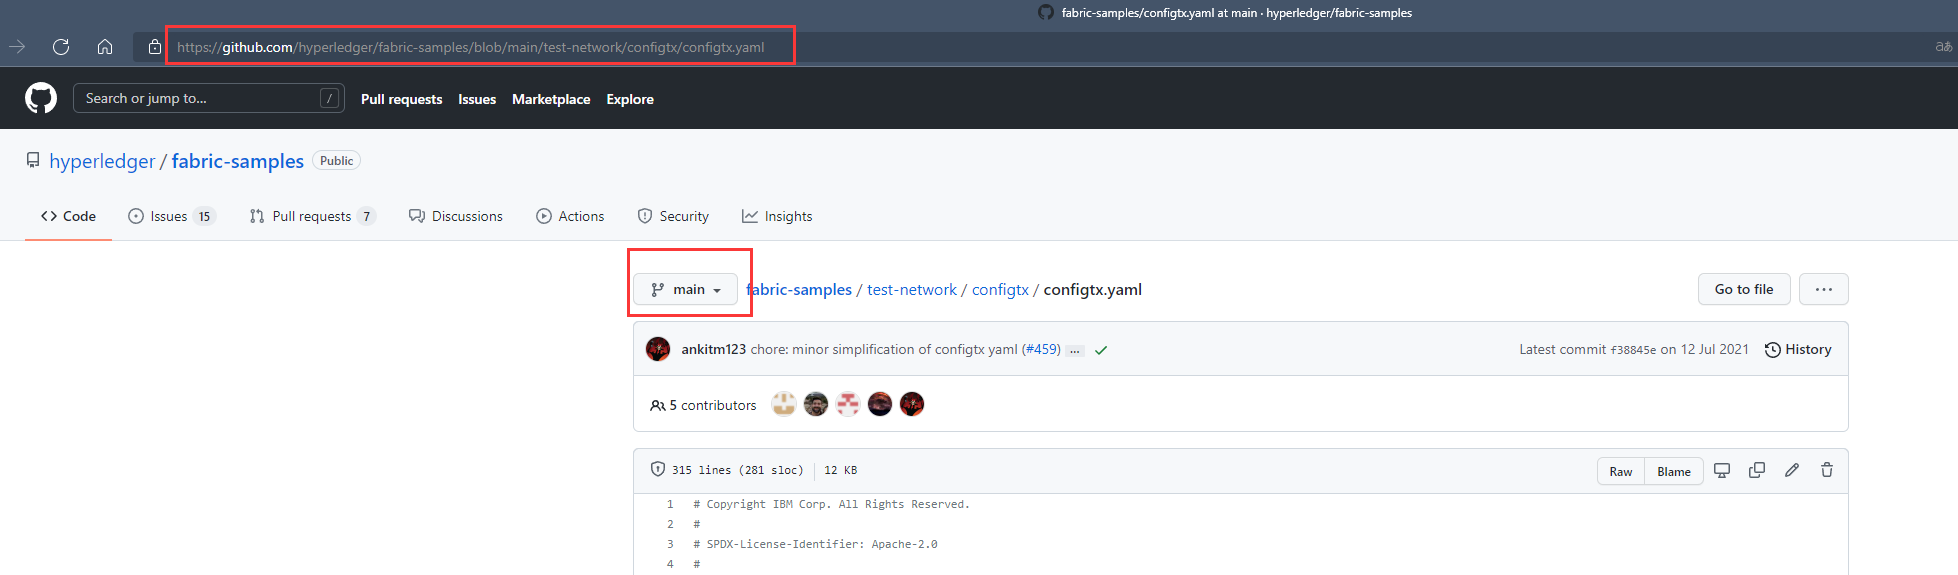 fabric-samples/configtx.yaml at main · hyperledger/fabric-samples
https://github.com/hyperledger/fabric-samples/blob/main/test-network/configtx/configtx.yaml
aあ
Search or jump to... / Pull requests Issues Marketplace Explore
hyperledger / fabric-samples Public
Code Issues 15 Pull requests 7 Discussions Actions Security Insights
main fabric-samples / test-network / configtx / configtx.yaml Go to file ...
ankitm123 chore: minor simplification of configtx yaml (#459) ... Latest commit f38845e on 12 Jul 2021 History
5 contributors
315 lines (281 sloc) 12 KB Raw Blame
1 # Copyright IBM Corp. All Rights Reserved.
2 #
3 # SPDX-License-Identifier: Apache-2.0
4 #